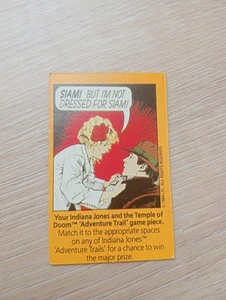 SIAM! BUT I'M NOT
DRESSED FOR SIAM!
Your Indiana Jones and the Temple of
Doom™ 'Adventure Trail' game piece.
Match it to the appropriate spaces
on any of Indiana Jones™
'Adventure Trails' for a chance to win
the major prize.